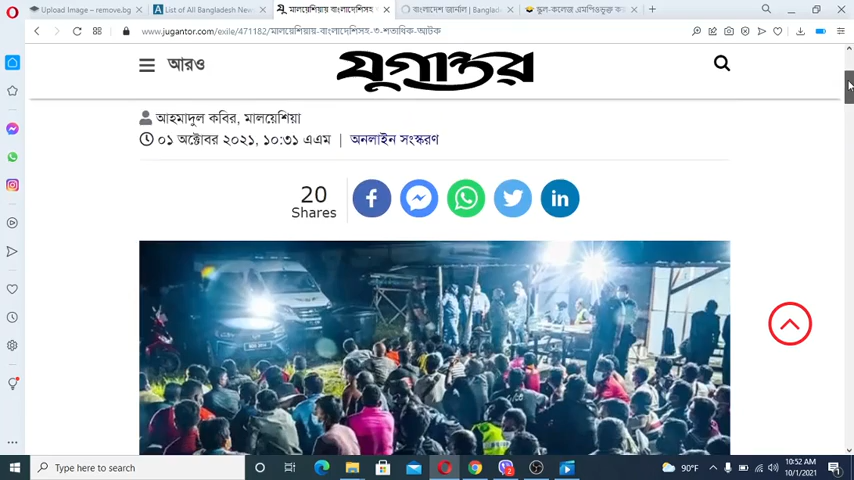 Upload Image – remove.bg
List of All Bangladesh News
মালয়েশিয়ায় বাংলাদেশিসহ
বাংলাদেশ জার্নাল | Banglade
স্কুল-কলেজ এমপিওভুক্ত কর
www.jugantor.com/exile/471182/মালয়েশিয়ায়-বাংলাদেশিসহ-৩-শতাধিক-আটক
আরও
যুগান্তর
আহমাদুল কবির, মালয়েশিয়া
০১ অক্টোবর ২০২১, ১০:৩১ এএম | অনলাইন সংস্করণ
20
Shares
Type here to search
2
90°F
10:52 AM
10/1/2021